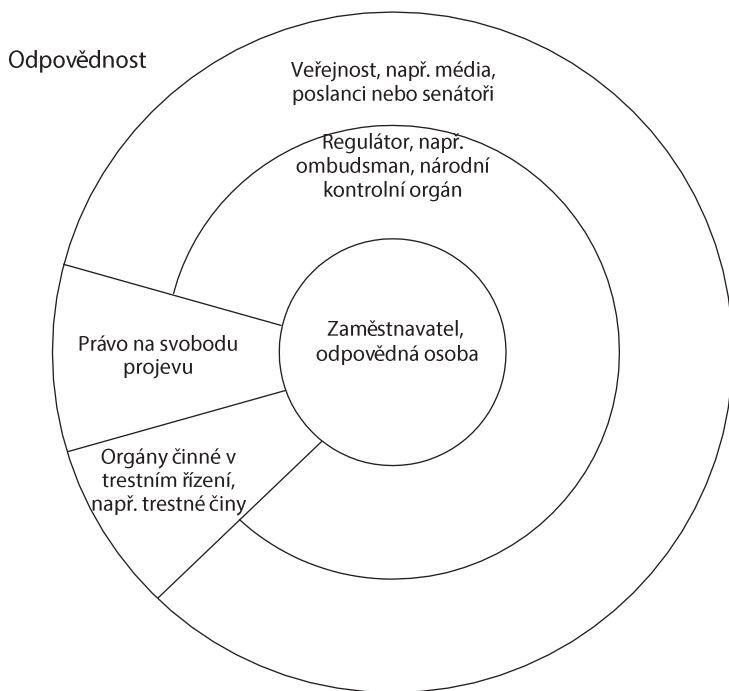 Odpovědnost
Veřejnost, např. média,
poslanci nebo senátoři
Regulátor, např.
ombudsman, národní
kontrolní orgán
Zaměstnavatel,
odpovědná osoba
Právo na svobodu
projevu
Orgány činné v
trestním řízení,
např. trestné činy